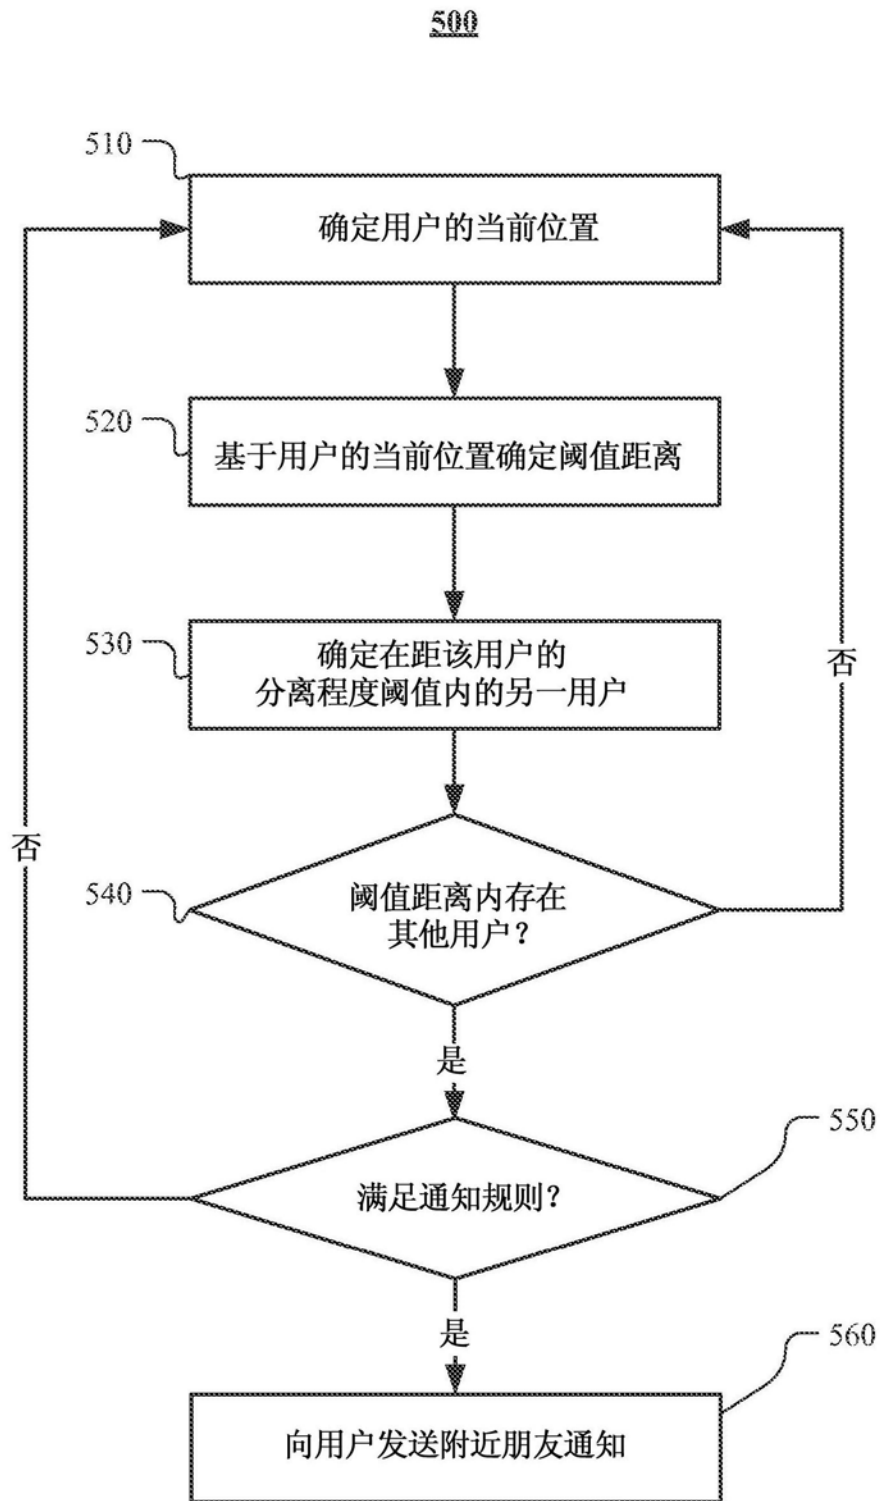 500
510
确定用户的当前位置
520
基于用户的当前位置确定阈值距离
530
确定在距该用户的
分离程度阈值内的另一用户
否
否
540
阈值距离内存在
其他用户？
是
550
满足通知规则？
是
560
向用户发送附近朋友通知